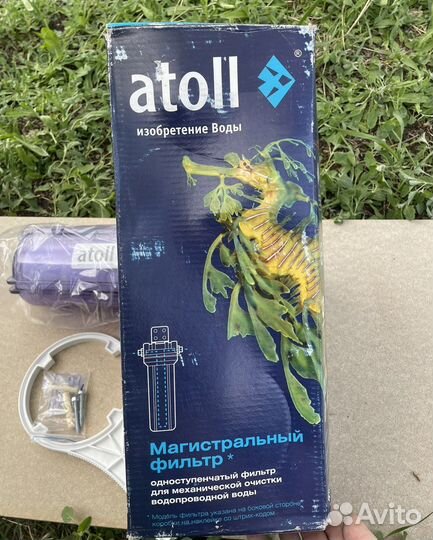 atoll
®
изобретение Воды
atoll
Магистральный
фильтр *
одноступенчатый фильтр
для механической очистки
водопроводной воды
* Модель фильтра указана на боковой стороне
коробки, на наклейке со штрих-кодом
Avito